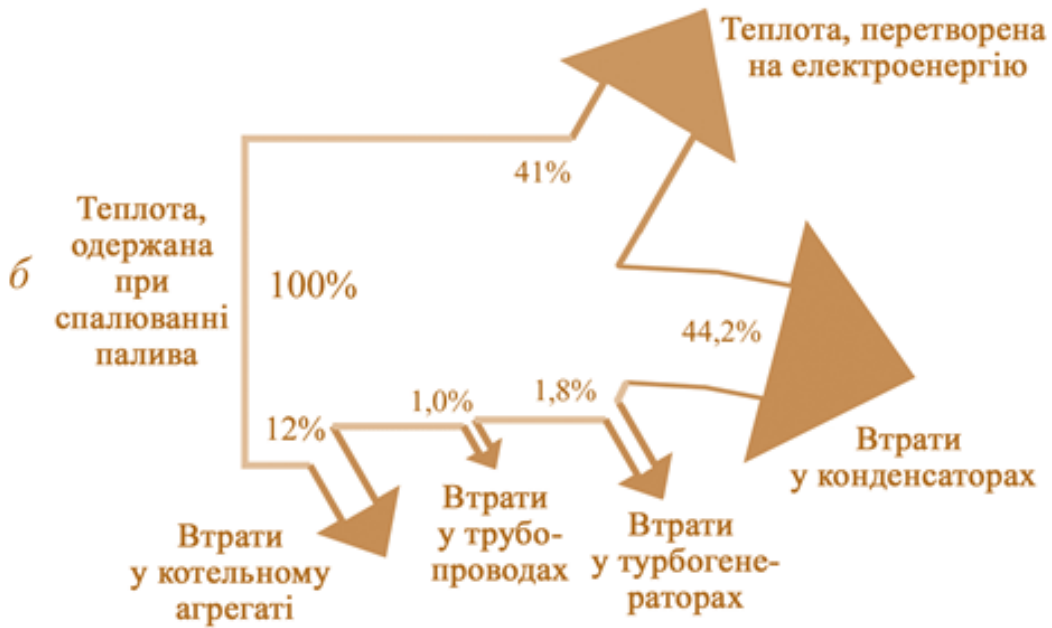 Теплота, перетворена
на електроенергію
41%
Теплота,
одержана
при
спалюванні
палива
б
100%
44,2%
12%
1,0%
1,8%
Втрати
у конденсаторах
Втрати
у котельному
агрегаті
Втрати
у трубо-
проводах
Втрати
у турбогене-
раторах